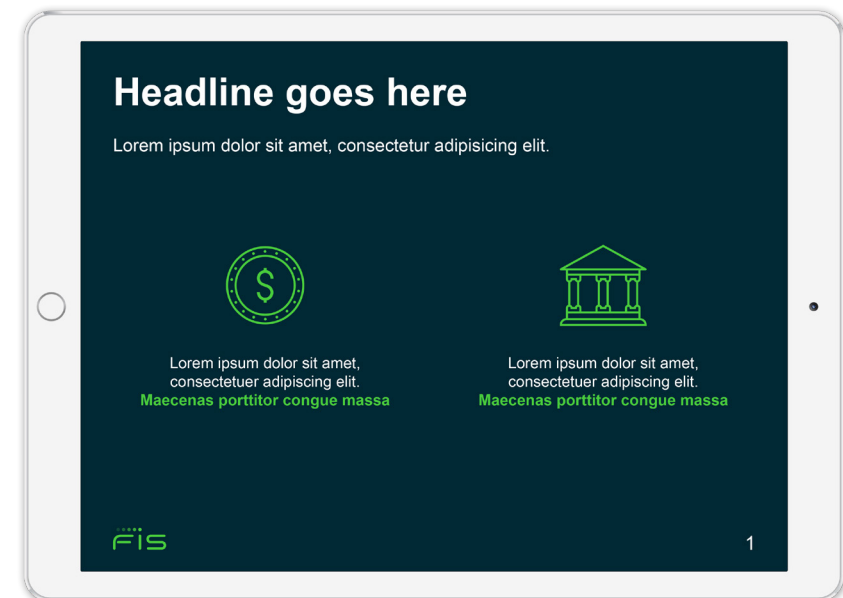 Headline goes here
Lorem ipsum dolor sit amet, consectetur adipisicing elit.
$
Lorem ipsum dolor sit amet,
consectetuer adipiscing elit.
Maecenas porttitor congue massa
Lorem ipsum dolor sit amet,
consectetuer adipiscing elit.
Maecenas porttitor congue massa
FIS
1